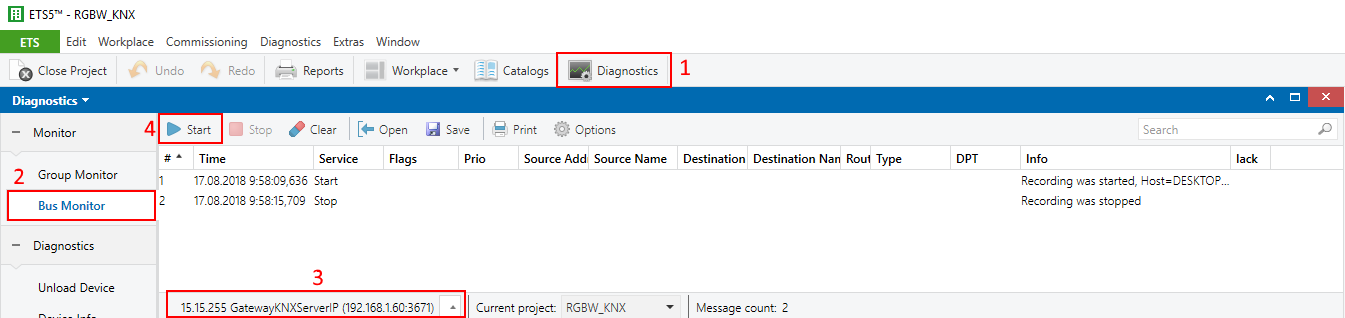 ETS5™ - RGBW_KNX
ETS Edit Workplace Commissioning Diagnostics Extras Window
Close Project Undo Redo Reports Workplace Catalogs Diagnostics 1
Diagnostics
Monitor 4 Start Stop Clear Open Save Print Options Search
# Time Service Flags Prio Source Add Source Name Destination Destination Nan Rout Type DPT Info Iack
2 Group Monitor 1 17.08.2018 9:58:09,636 Start Recording was started, Host=DESKTOP...
Bus Monitor 2 17.08.2018 9:58:15,709 Stop Recording was stopped
Diagnostics
3
Unload Device
15.15.255 GatewayKNXServerIP (192.168.1.60:3671) Current project: RGBW_KNX Message count: 2
Device Info